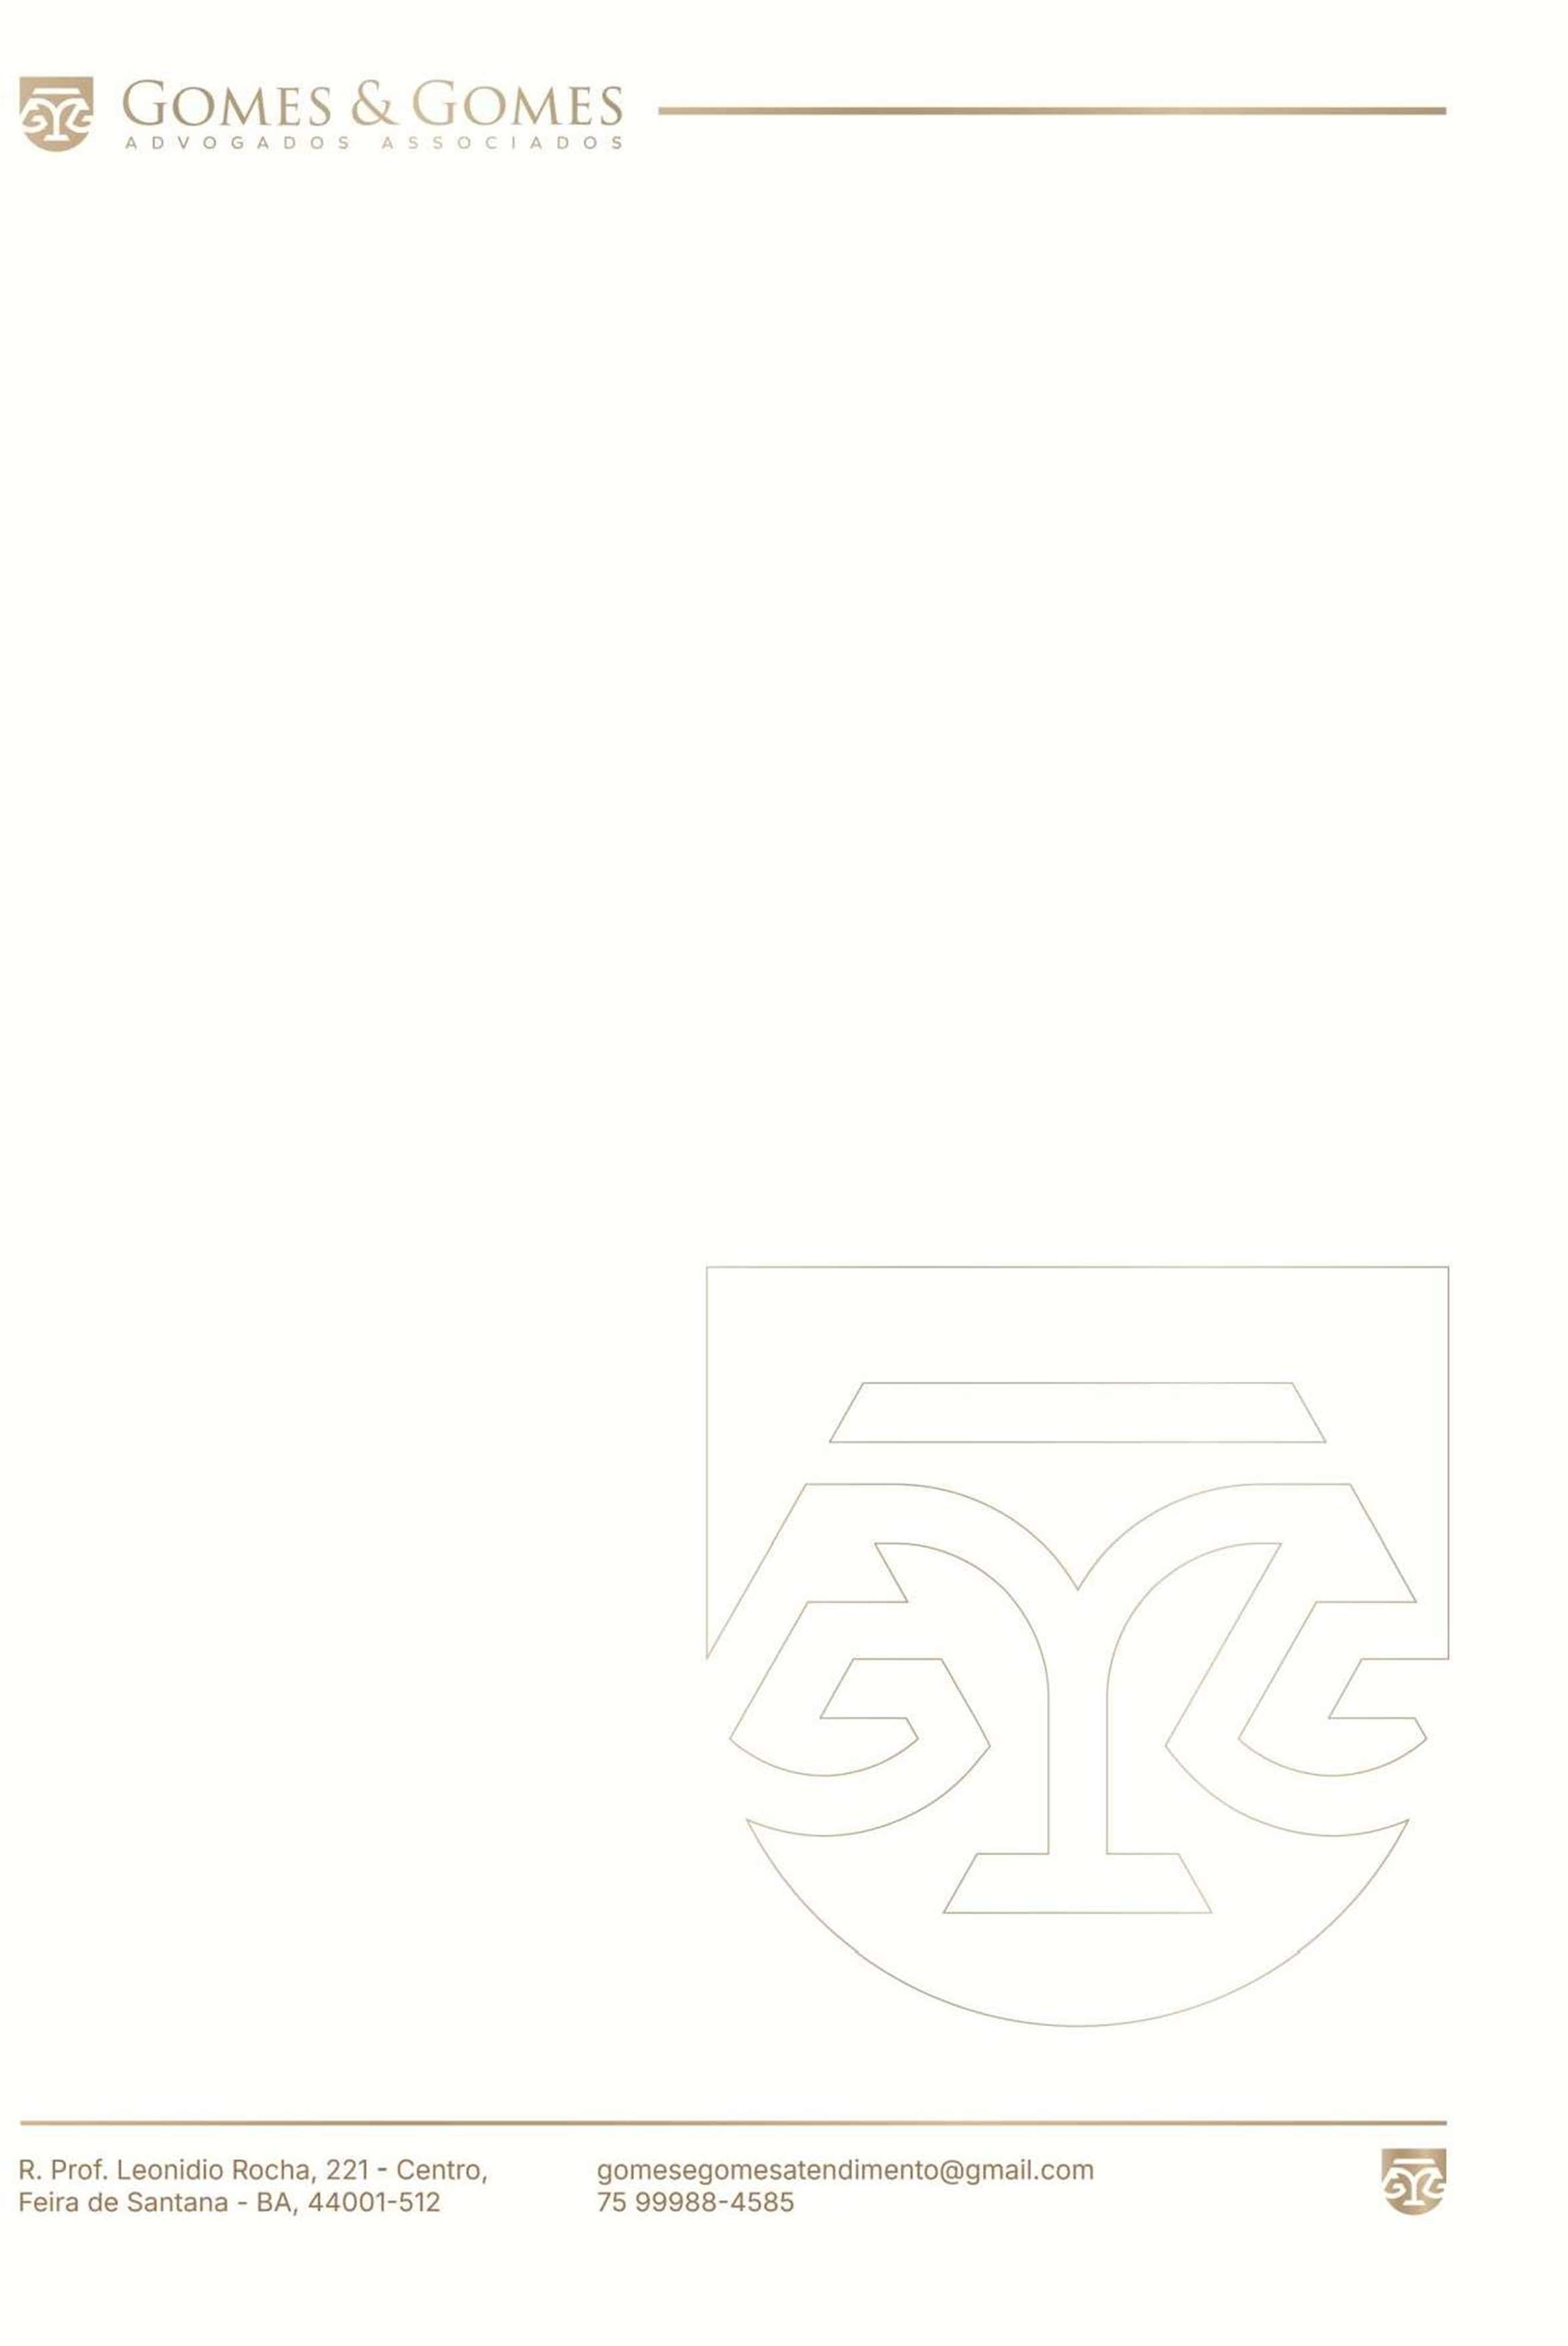 GOMES & GOMES
ADVOGADOS ASSOCIADOS
R. Prof. Leonidio Rocha, 221 - Centro,
Feira de Santana - BA, 44001-512
gomesegomesatendimento@gmail.com
75 99988-4585